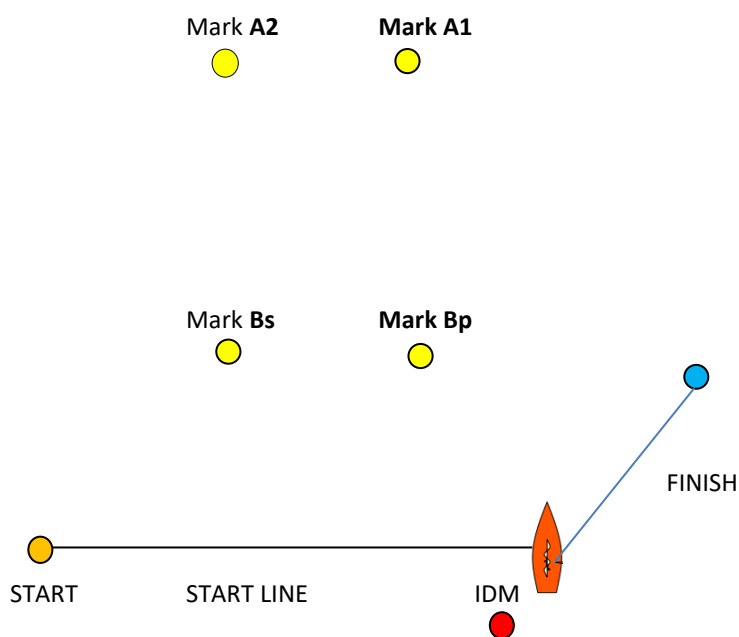 Mark A2
Mark A1
Mark Bs
Mark Bp
FINISH
START
START LINE
IDM